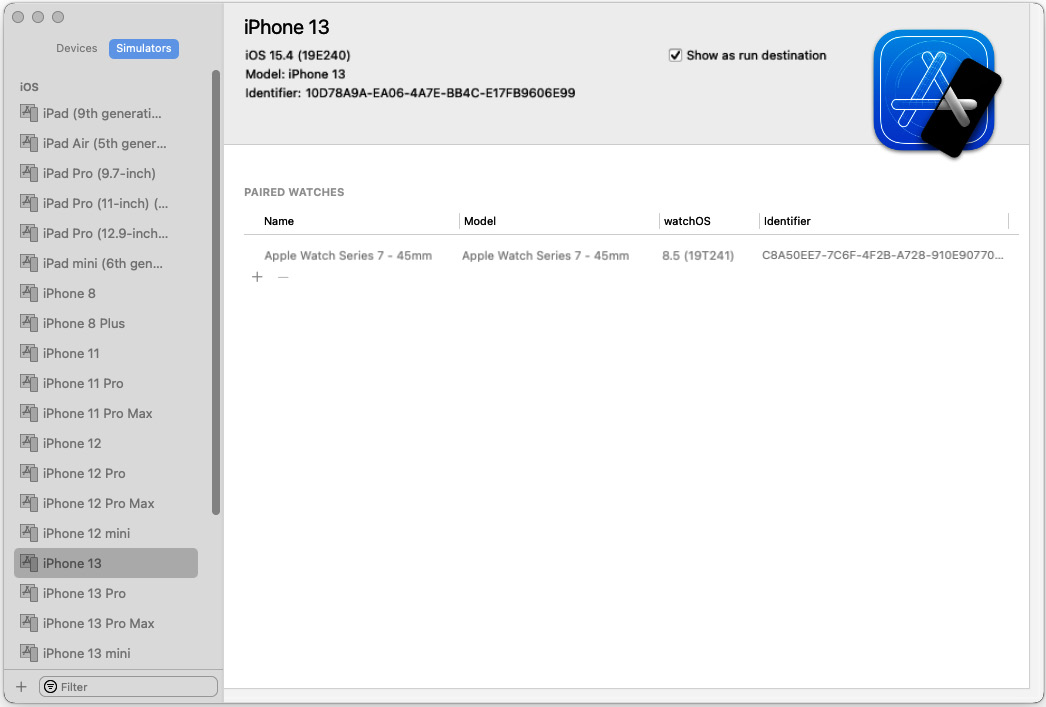 Devices
Simulators
iOS
iPad (9th generati...
iPad Air (5th gener...
iPad Pro (9.7-inch)
iPad Pro (11-inch) (...
iPad Pro (12.9-inch...
iPad mini (6th gen...
iPhone 8
iPhone 8 Plus
iPhone 11
iPhone 11 Pro
iPhone 11 Pro Max
iPhone 12
iPhone 12 Pro
iPhone 12 Pro Max
iPhone 12 mini
iPhone 13
iPhone 13 Pro
iPhone 13 Pro Max
iPhone 13 mini
Filter
iPhone 13
iOS 15.4 (19E240)
Model: iPhone 13
Identifier: 10D78A9A-EA06-4A7E-BB4C-E17FB9606E99
Show as run destination
PAIRED WATCHES
Name Model watchOS Identifier
Apple Watch Series 7 - 45mm Apple Watch Series 7 - 45mm 8.5 (19T241) C8A50EE7-7C6F-4F2B-A728-910E90770...